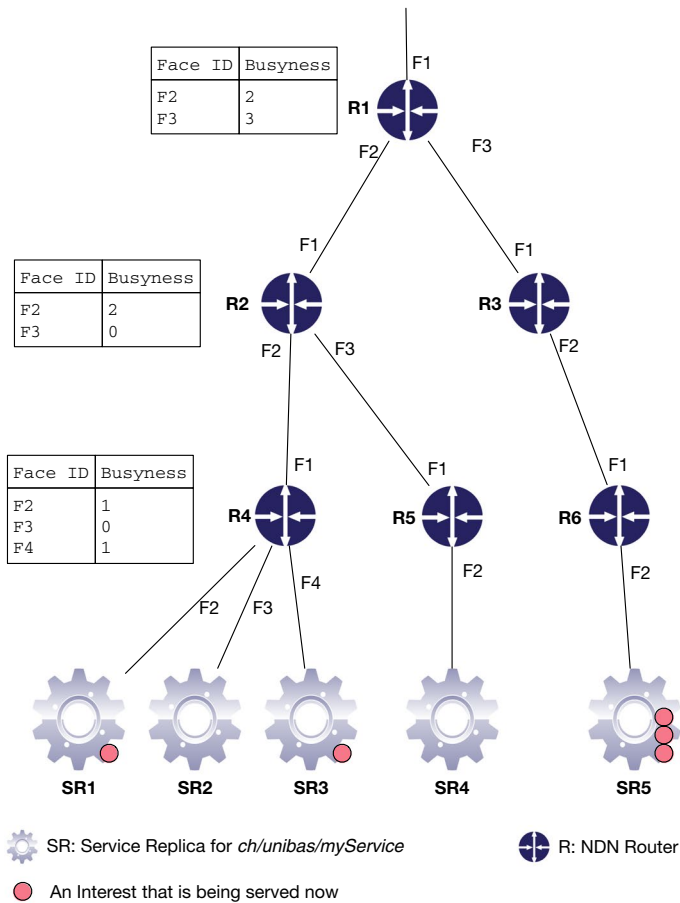 F1
Face ID Busyness
F2 2
F3 3
R1
F2
F3
F1
F1
Face ID Busyness
F2 2
F3 0
R2
R3
F2
F3
F2
F1
F1
F1
Face ID Busyness
F2 1
F3 0
F4 1
R4
R5
R6
F2
F3
F4
F2
F2
SR1
SR2
SR3
SR4
SR5
SR: Service Replica for ch/unibas/myService
R: NDN Router
An Interest that is being served now